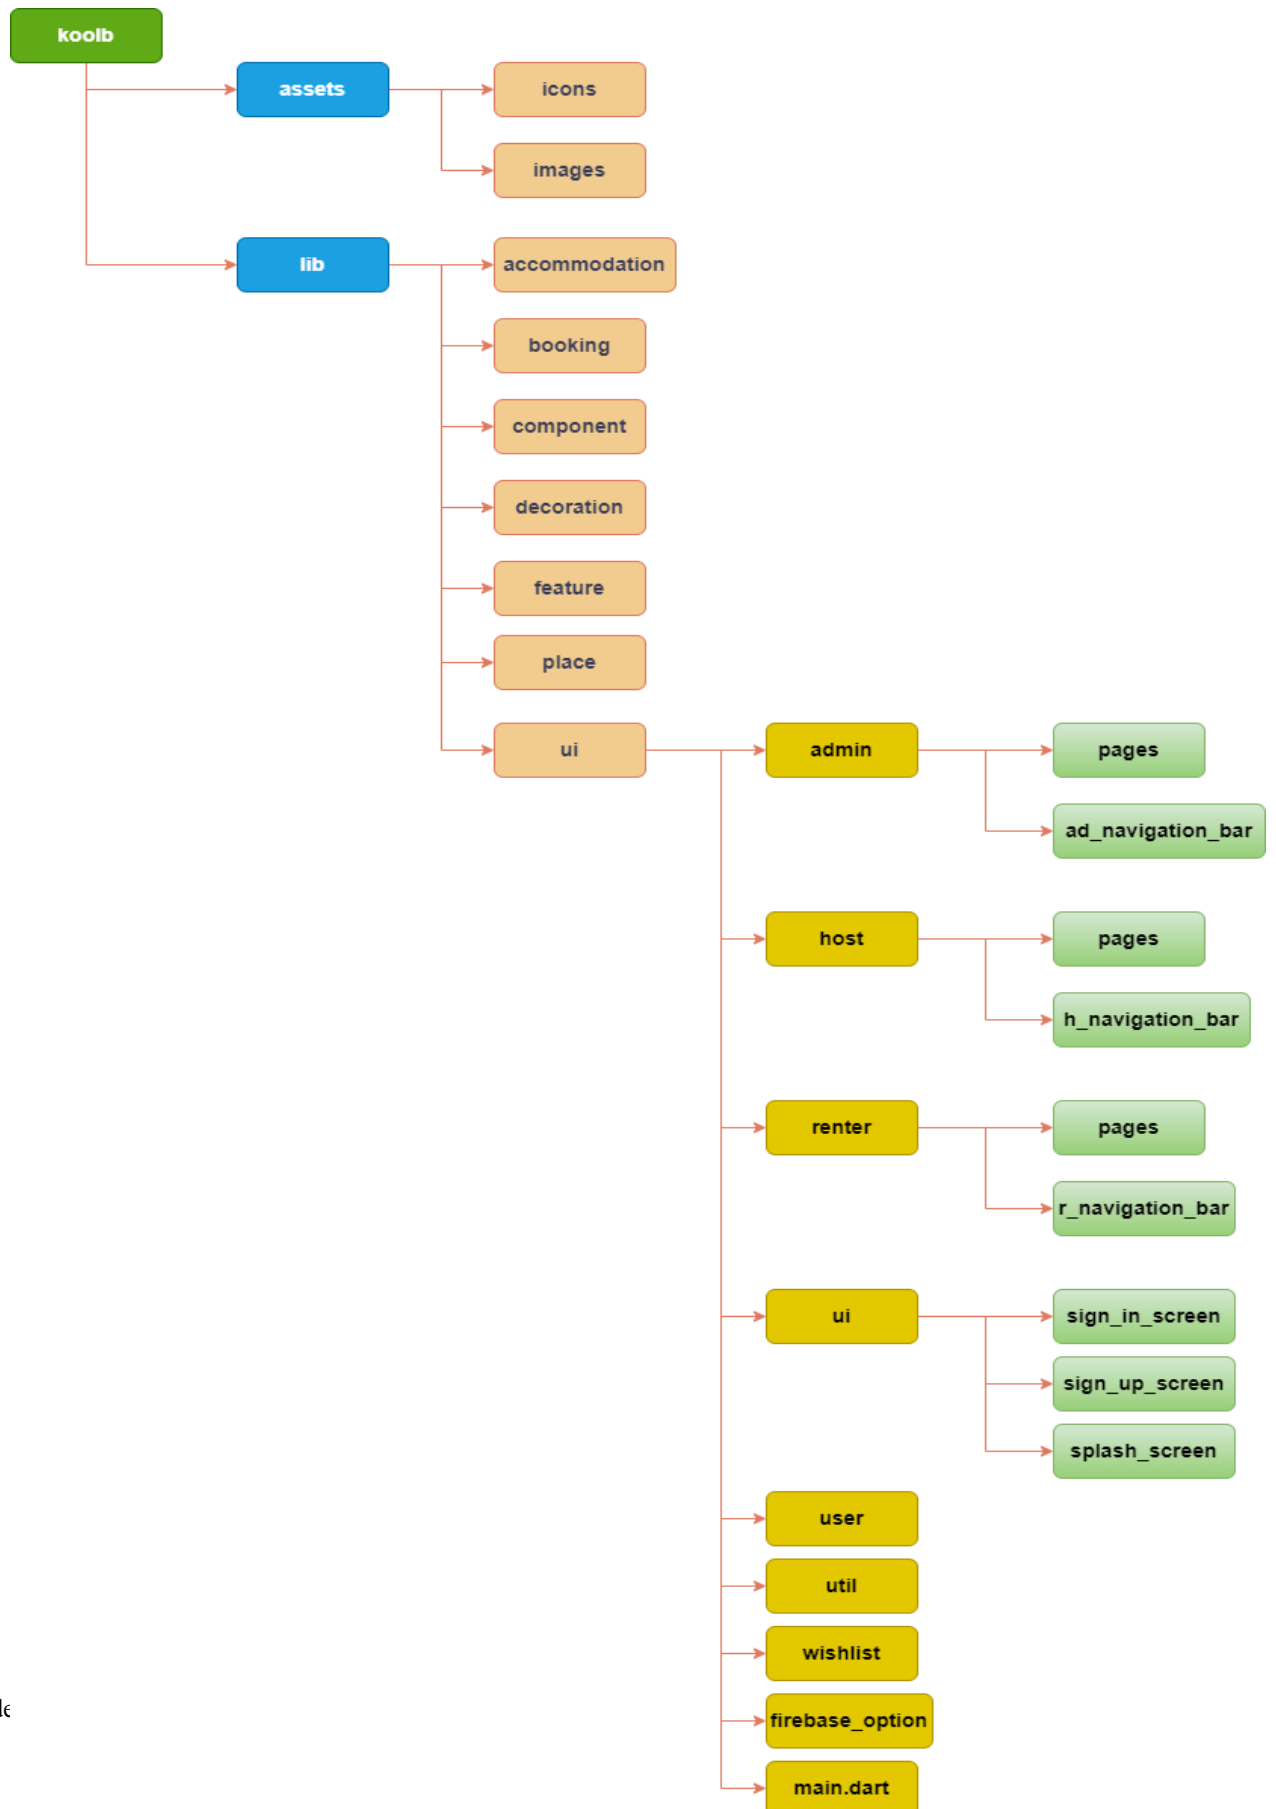 koolb
assets
icons
images
lib
accommodation
booking
component
decoration
feature
place
ui
admin
pages
ad_navigation_bar
host
pages
h_navigation_bar
renter
pages
r_navigation_bar
ui
sign_in_screen
sign_up_screen
splash_screen
user
util
wishlist
firebase_option
main.dart